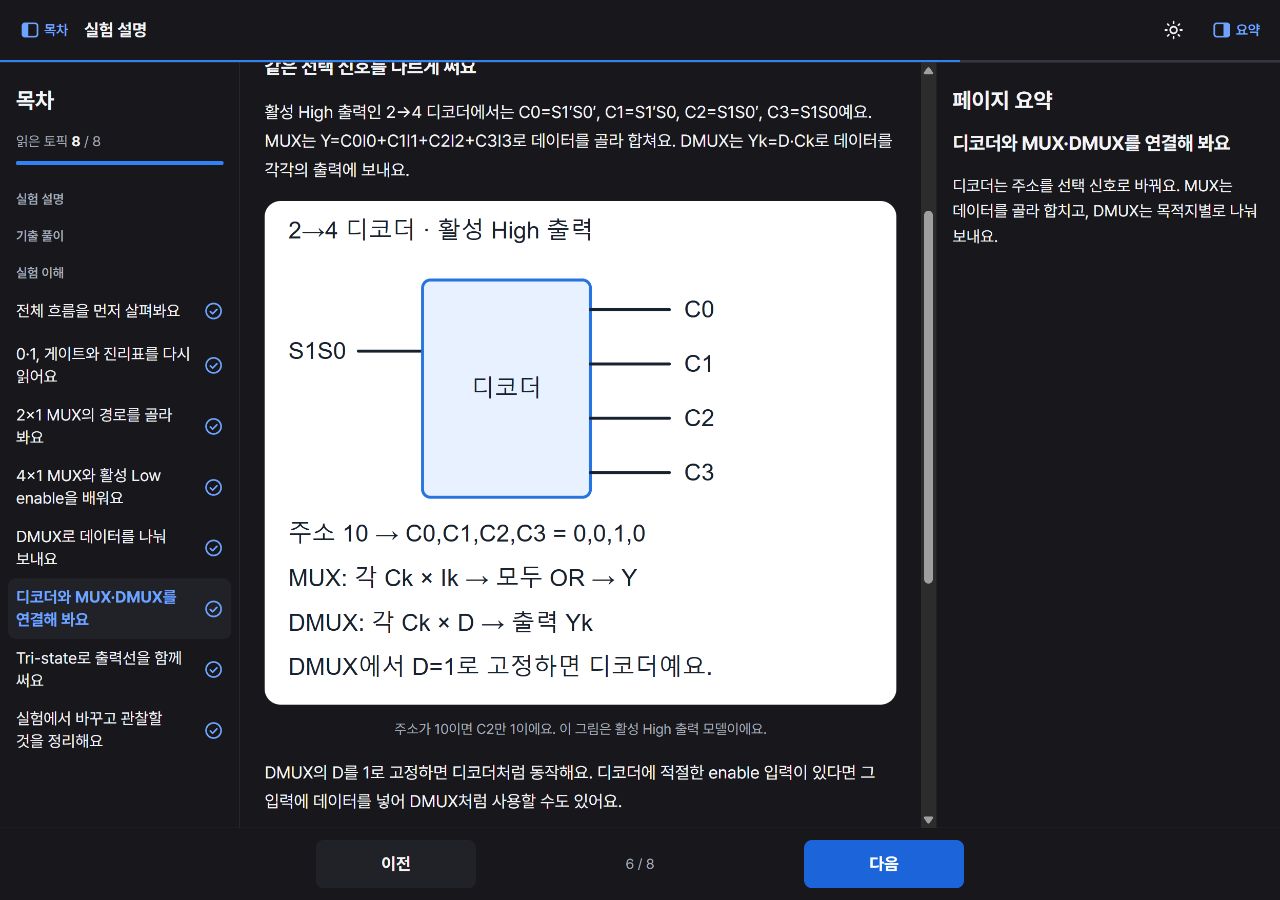 목차
실험 설명
요약
목차
읽은 토픽 8 / 8
실험 설명
기출 풀이
실험 이해
전체 흐름을 먼저 살펴봐요
0·1, 게이트와 진리표를 다시
읽어요
2×1 MUX의 경로를 골라
봐요
4×1 MUX와 활성 Low
enable을 배워요
DMUX로 데이터를 나눠
보내요
디코더와 MUX·DMUX를
연결해 봐요
Tri-state로 출력선을 함께
써요
실험에서 바꾸고 관찰할
것을 정리해요
같은 선택 신호를 다르게 써요
활성 High 출력인 2→4 디코더에서는 C0=S1′S0′, C1=S1′S0, C2=S1S0′, C3=S1S0예요.
MUX는 Y=C0I0+C1I1+C2I2+C3I3로 데이터를 골라 합쳐요. DMUX는 Yk=D·Ck로 데이터를
각각의 출력에 보내요.
2→4 디코더 · 활성 High 출력
S1S0
디코더
C0
C1
C2
C3
주소 10 → C0,C1,C2,C3 = 0,0,1,0
MUX: 각 Ck × Ik → 모두 OR → Y
DMUX: 각 Ck × D → 출력 Yk
DMUX에서 D=1로 고정하면 디코더예요.
주소가 10이면 C2만 1이에요. 이 그림은 활성 High 출력 모델이에요.
DMUX의 D를 1로 고정하면 디코더처럼 동작해요. 디코더에 적절한 enable 입력이 있다면 그
입력에 데이터를 넣어 DMUX처럼 사용할 수도 있어요.
페이지 요약
디코더와 MUX·DMUX를 연결해 봐요
디코더는 주소를 선택 신호로 바꿔요. MUX는
데이터를 골라 합치고, DMUX는 목적지별로 나눠
보내요.
이전
6 / 8
다음